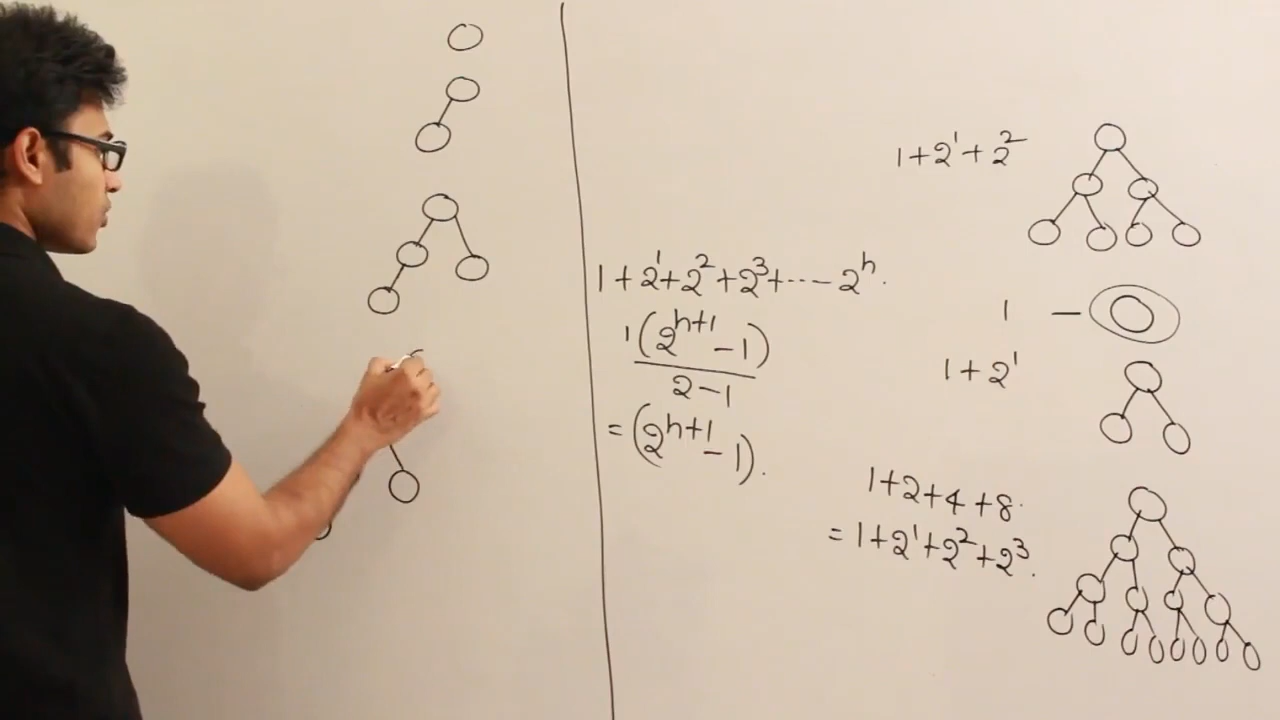 1+2¹+2²
1+2¹+2²+2³+----2ʰ.
1(2ʰ⁺¹-1)
2-1
=(2ʰ⁺¹-1).
1 —
1+2¹
1+2+4+8.
=1+2¹+2²+2³.